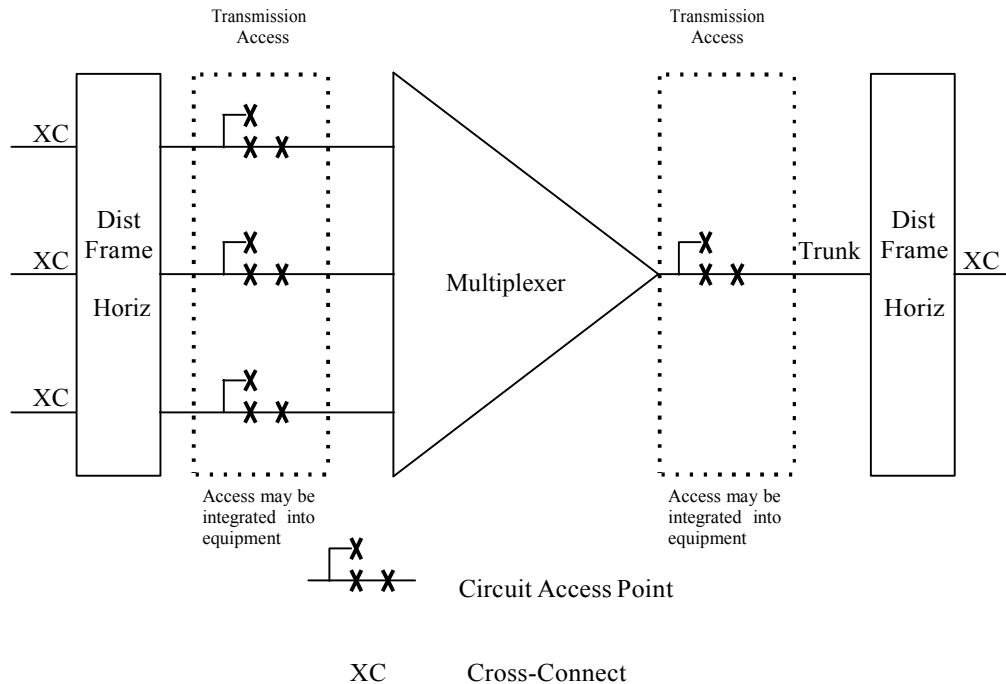 Transmission
Access
Transmission
Access
XC
XC
XC
Dist
Frame
Horiz
Multiplexer
Trunk
Dist
Frame
Horiz
XC
Access may be
integrated into
equipment
Access may be
integrated into
equipment
Circuit Access Point
XC Cross-Connect